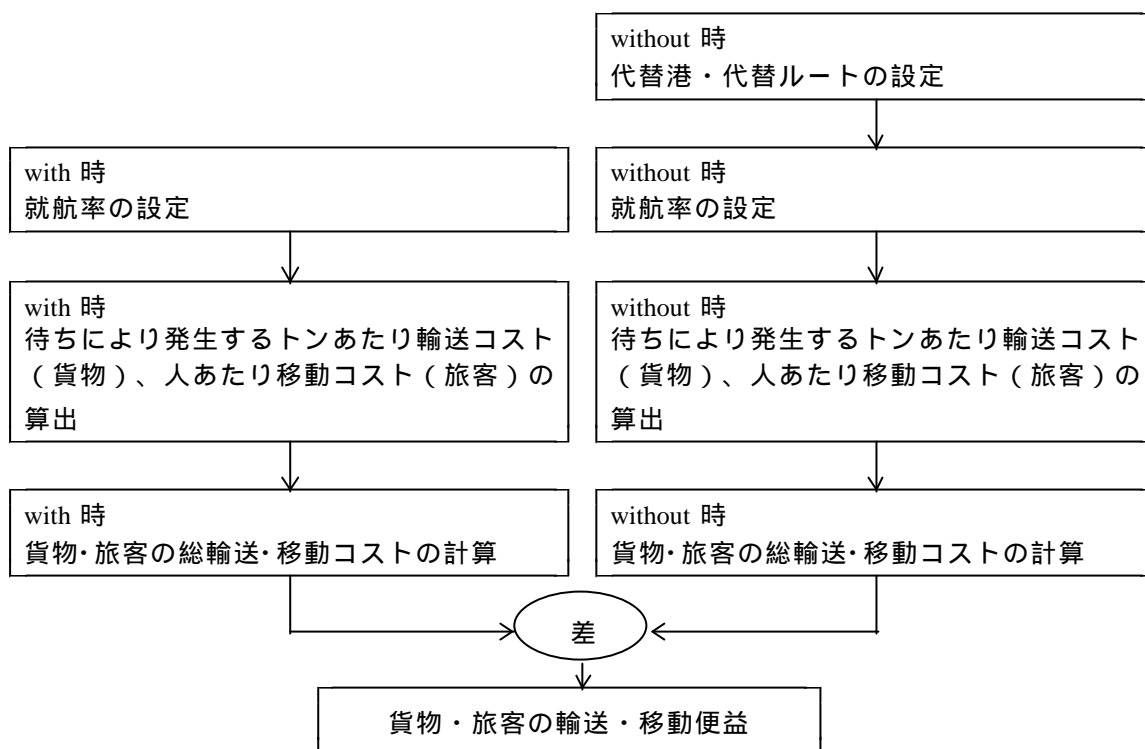 without 時
代替港・代替ルートの設定
with 時
就航率の設定
without 時
就航率の設定
with 時
待ちにより発生するトンあたり輸送コスト
（貨物）、人あたり移動コスト（旅客）の
算出
without 時
待ちにより発生するトンあたり輸送コスト
（貨物）、人あたり移動コスト（旅客）の
算出
with 時
貨物・旅客の総輸送・移動コストの計算
without 時
貨物・旅客の総輸送・移動コストの計算
差
貨物・旅客の輸送・移動便益